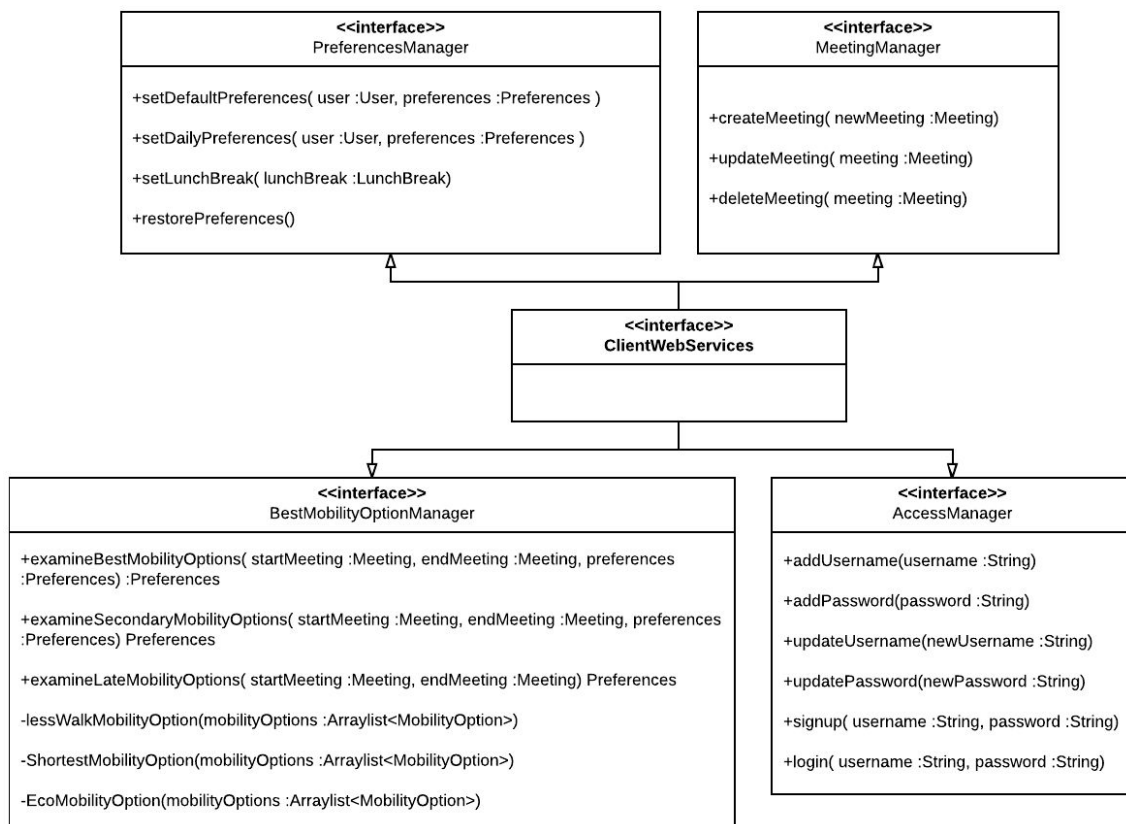 <<interface>>
PreferencesManager
+setDefaultPreferences( user :User, preferences :Preferences )
+setDailyPreferences( user :User, preferences :Preferences )
+setLunchBreak( lunchBreak :LunchBreak)
+restorePreferences()
<<interface>>
MeetingManager
+createMeeting( newMeeting :Meeting)
+updateMeeting( meeting :Meeting)
+deleteMeeting( meeting :Meeting)
<<interface>>
ClientWebServices
<<interface>>
BestMobilityOptionManager
+examineBestMobilityOptions( startMeeting :Meeting, endMeeting :Meeting, preferences
:Preferences) :Preferences
+examineSecondaryMobilityOptions( startMeeting :Meeting, endMeeting :Meeting, preferences
:Preferences) Preferences
+examineLateMobilityOptions( startMeeting :Meeting, endMeeting :Meeting) Preferences
-lessWalkMobilityOption(mobilityOptions :Arraylist<MobilityOption>)
-ShortestMobilityOption(mobilityOptions :Arraylist<MobilityOption>)
-EcoMobilityOption(mobilityOptions :Arraylist<MobilityOption>)
<<interface>>
AccessManager
+addUsername(username :String)
+addPassword(password :String)
+updateUsername(newUsername :String)
+updatePassword(newPassword :String)
+signup( username :String, password :String)
+login( username :String, password :String)